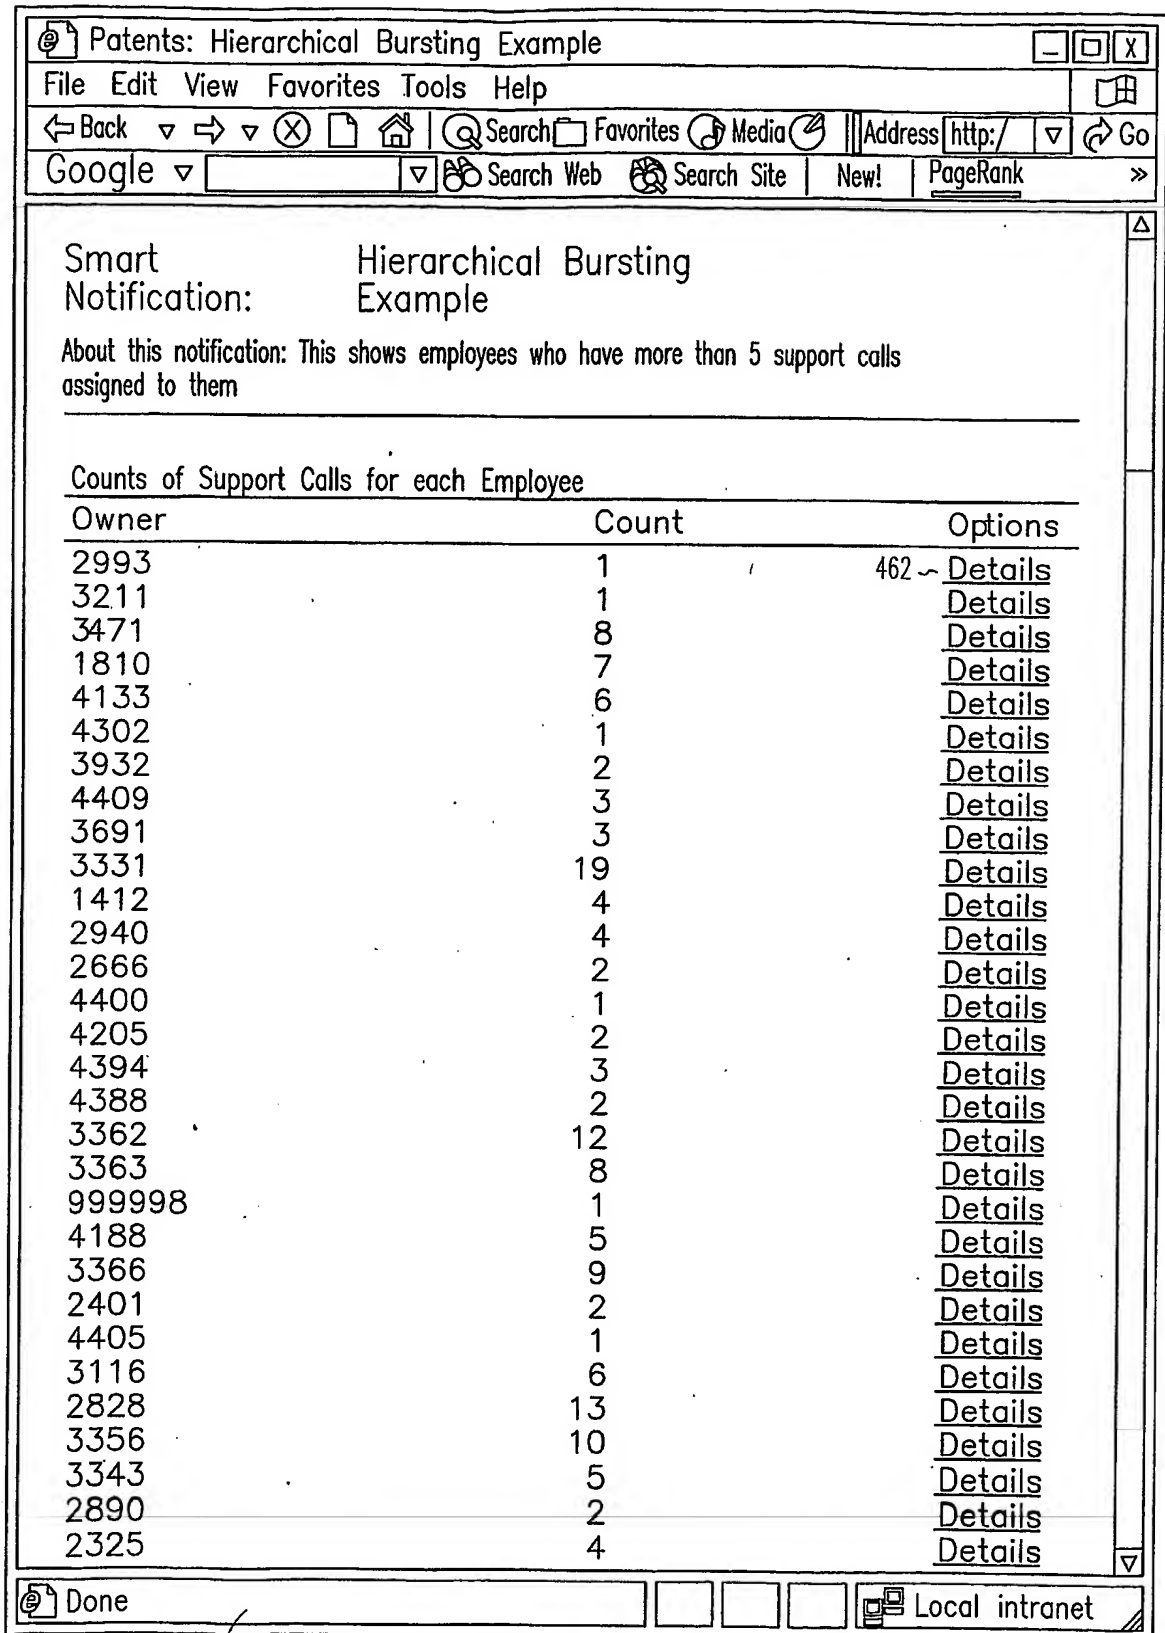 Patents: Hierarchical Bursting Example
File Edit View Favorites Tools Help
Back Search Favorites Media Address http:/ Go
Google Search Web Search Site New! PageRank »
Smart Notification: Hierarchical Bursting Example
About this notification: This shows employees who have more than 5 support calls
assigned to them
Counts of Support Calls for each Employee
Owner Count Options
2993 1 462 Details
3211 1 Details
3471 8 Details
1810 7 Details
4133 6 Details
4302 1 Details
3932 2 Details
4409 3 Details
3691 3 Details
3331 19 Details
1412 4 Details
2940 4 Details
2666 2 Details
4400 1 Details
4205 2 Details
4394 3 Details
4388 2 Details
3362 12 Details
3363 8 Details
999998 1 Details
4188 5 Details
3366 9 Details
2401 2 Details
4405 1 Details
3116 6 Details
2828 13 Details
3356 10 Details
3343 5 Details
2890 2 Details
2325 4 Details
Done Local intranet